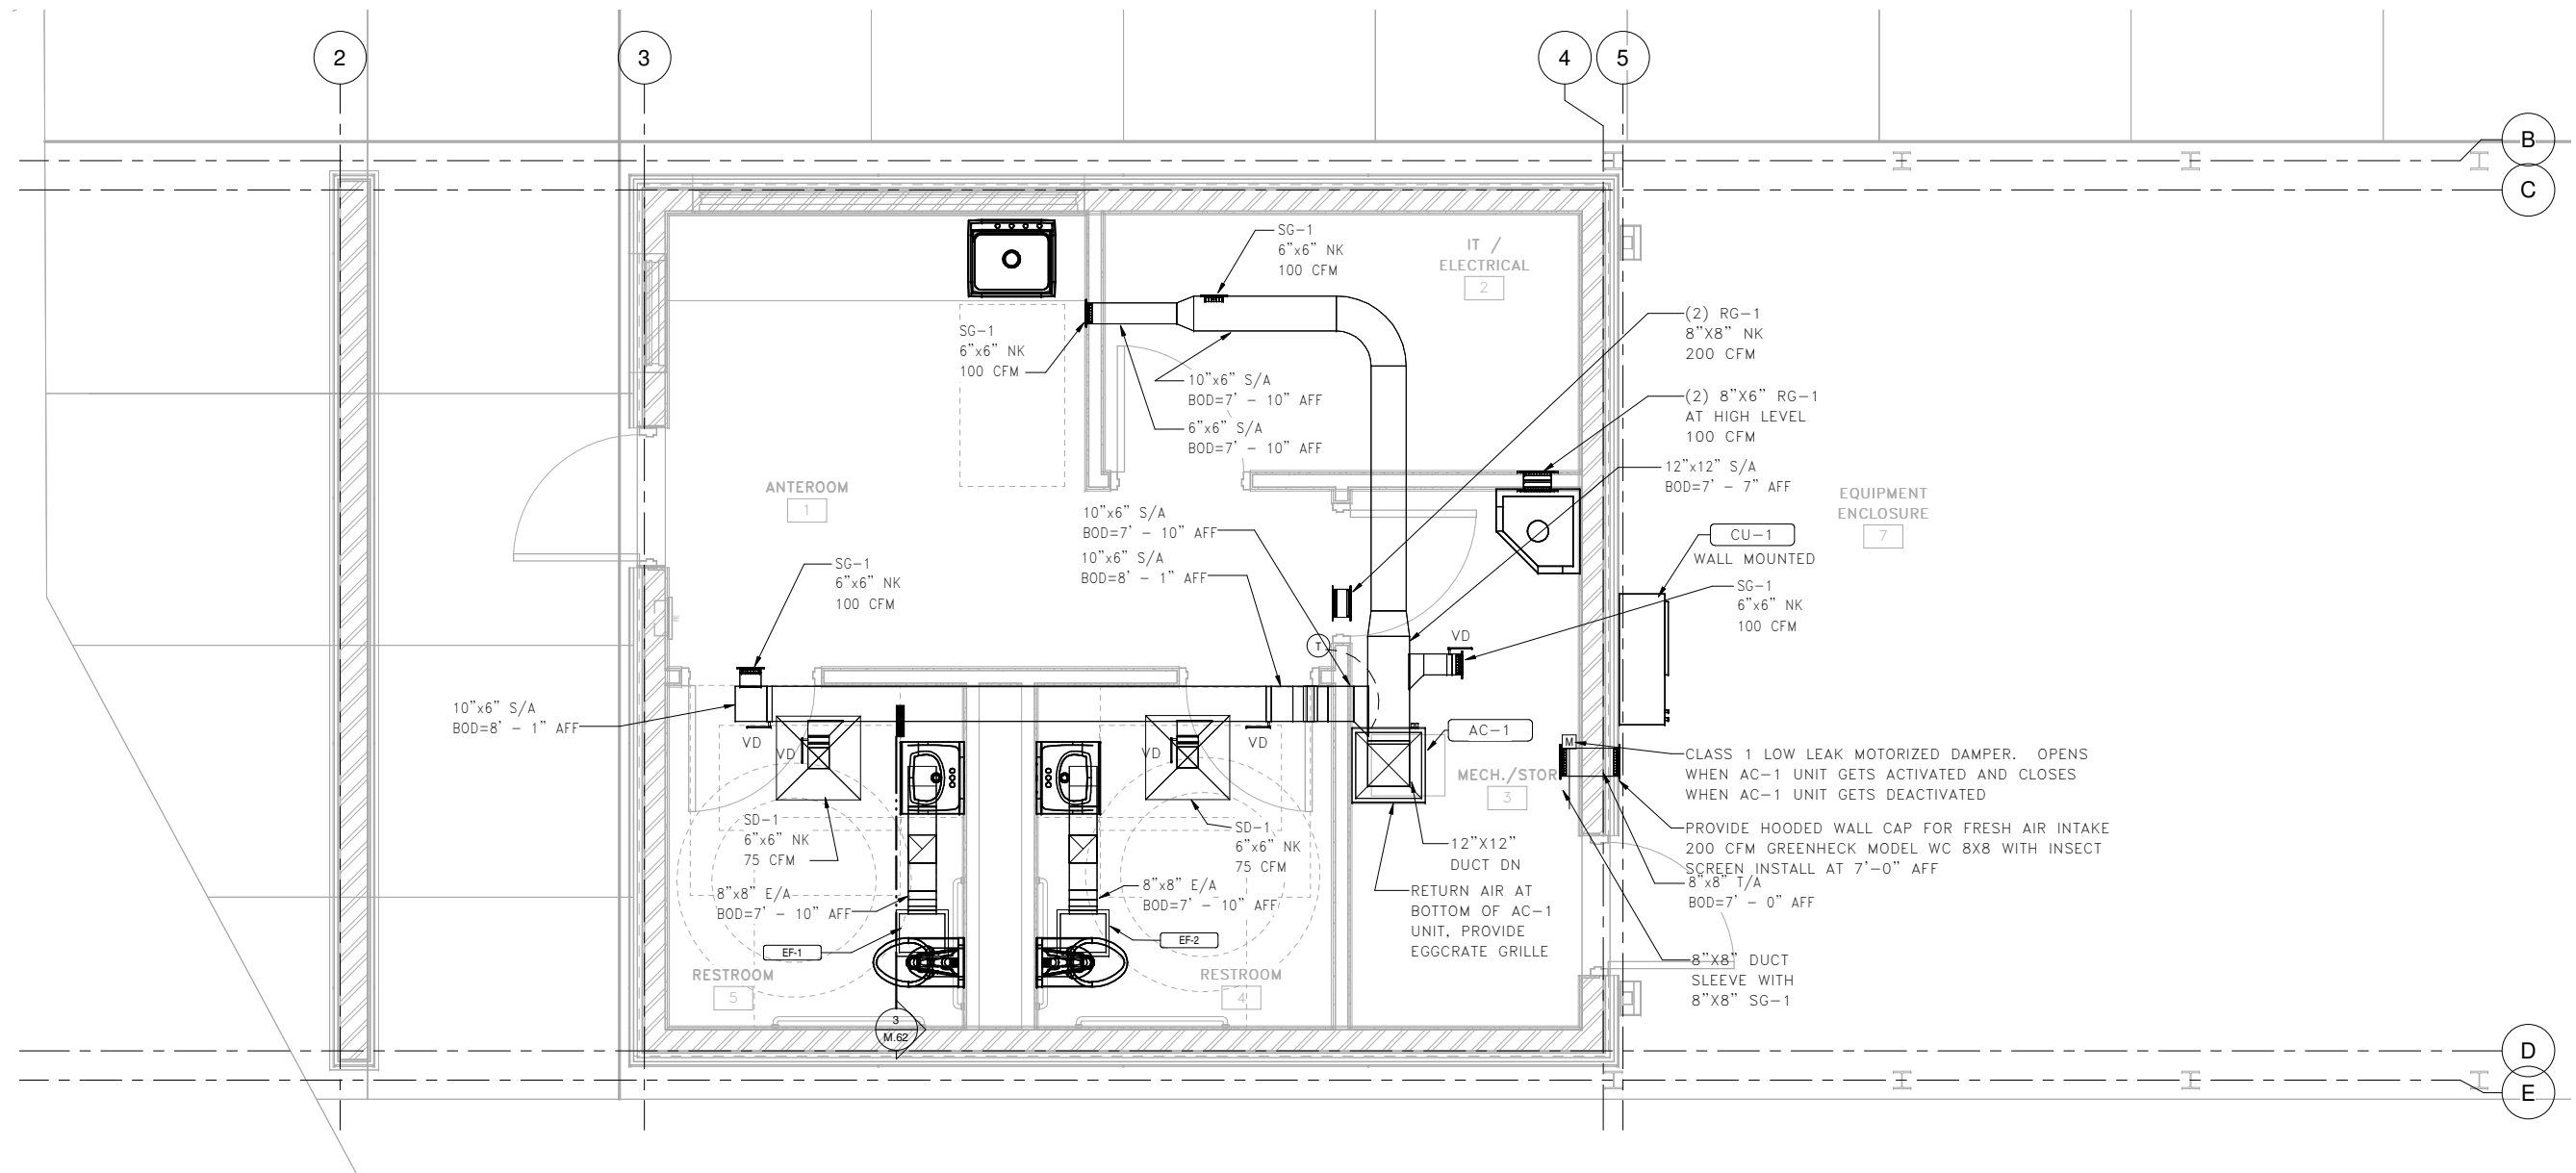 2
3
4
5
B
C
SG-1
6"x6" NK
100 CFM
IT /
ELECTRICAL
2
SG-1
6"x6" NK
100 CFM
(2) RG-1
8"X8" NK
200 CFM
10"x6" S/A
BOD=7' - 10" AFF
6"x6" S/A
BOD=7' - 10" AFF
(2) 8"X6" RG-1
AT HIGH LEVEL
100 CFM
12"x12" S/A
BOD=7' - 7" AFF
ANTEROOM
1
EQUIPMENT
ENCLOSURE
7
10"x6" S/A
BOD=7' - 10" AFF
10"x6" S/A
BOD=8' - 1" AFF
CU-1
WALL MOUNTED
SG-1
6"x6" NK
100 CFM
SG-1
6"x6" NK
100 CFM
T
VD
10"x6" S/A
BOD=8' - 1" AFF
VD
VD
VD
VD
AC-1
M
MECH./STOR
3
CLASS 1 LOW LEAK MOTORIZED DAMPER. OPENS
WHEN AC-1 UNIT GETS ACTIVATED AND CLOSES
WHEN AC-1 UNIT GETS DEACTIVATED
SD-1
6"x6" NK
75 CFM
SD-1
6"x6" NK
75 CFM
12"X12"
DUCT DN
PROVIDE HOODED WALL CAP FOR FRESH AIR INTAKE
200 CFM GREENHECK MODEL WC 8X8 WITH INSECT
SCREEN INSTALL AT 7'-0" AFF
8"x8" T/A
BOD=7' - 0" AFF
8"x8" E/A
BOD=7' - 10" AFF
8"x8" E/A
BOD=7' - 10" AFF
RETURN AIR AT
BOTTOM OF AC-1
UNIT, PROVIDE
EGGCRATE GRILLE
EF-1
EF-2
8"X8" DUCT
SLEEVE WITH
8"X8" SG-1
RESTROOM
5
RESTROOM
4
3
M.62
D
E